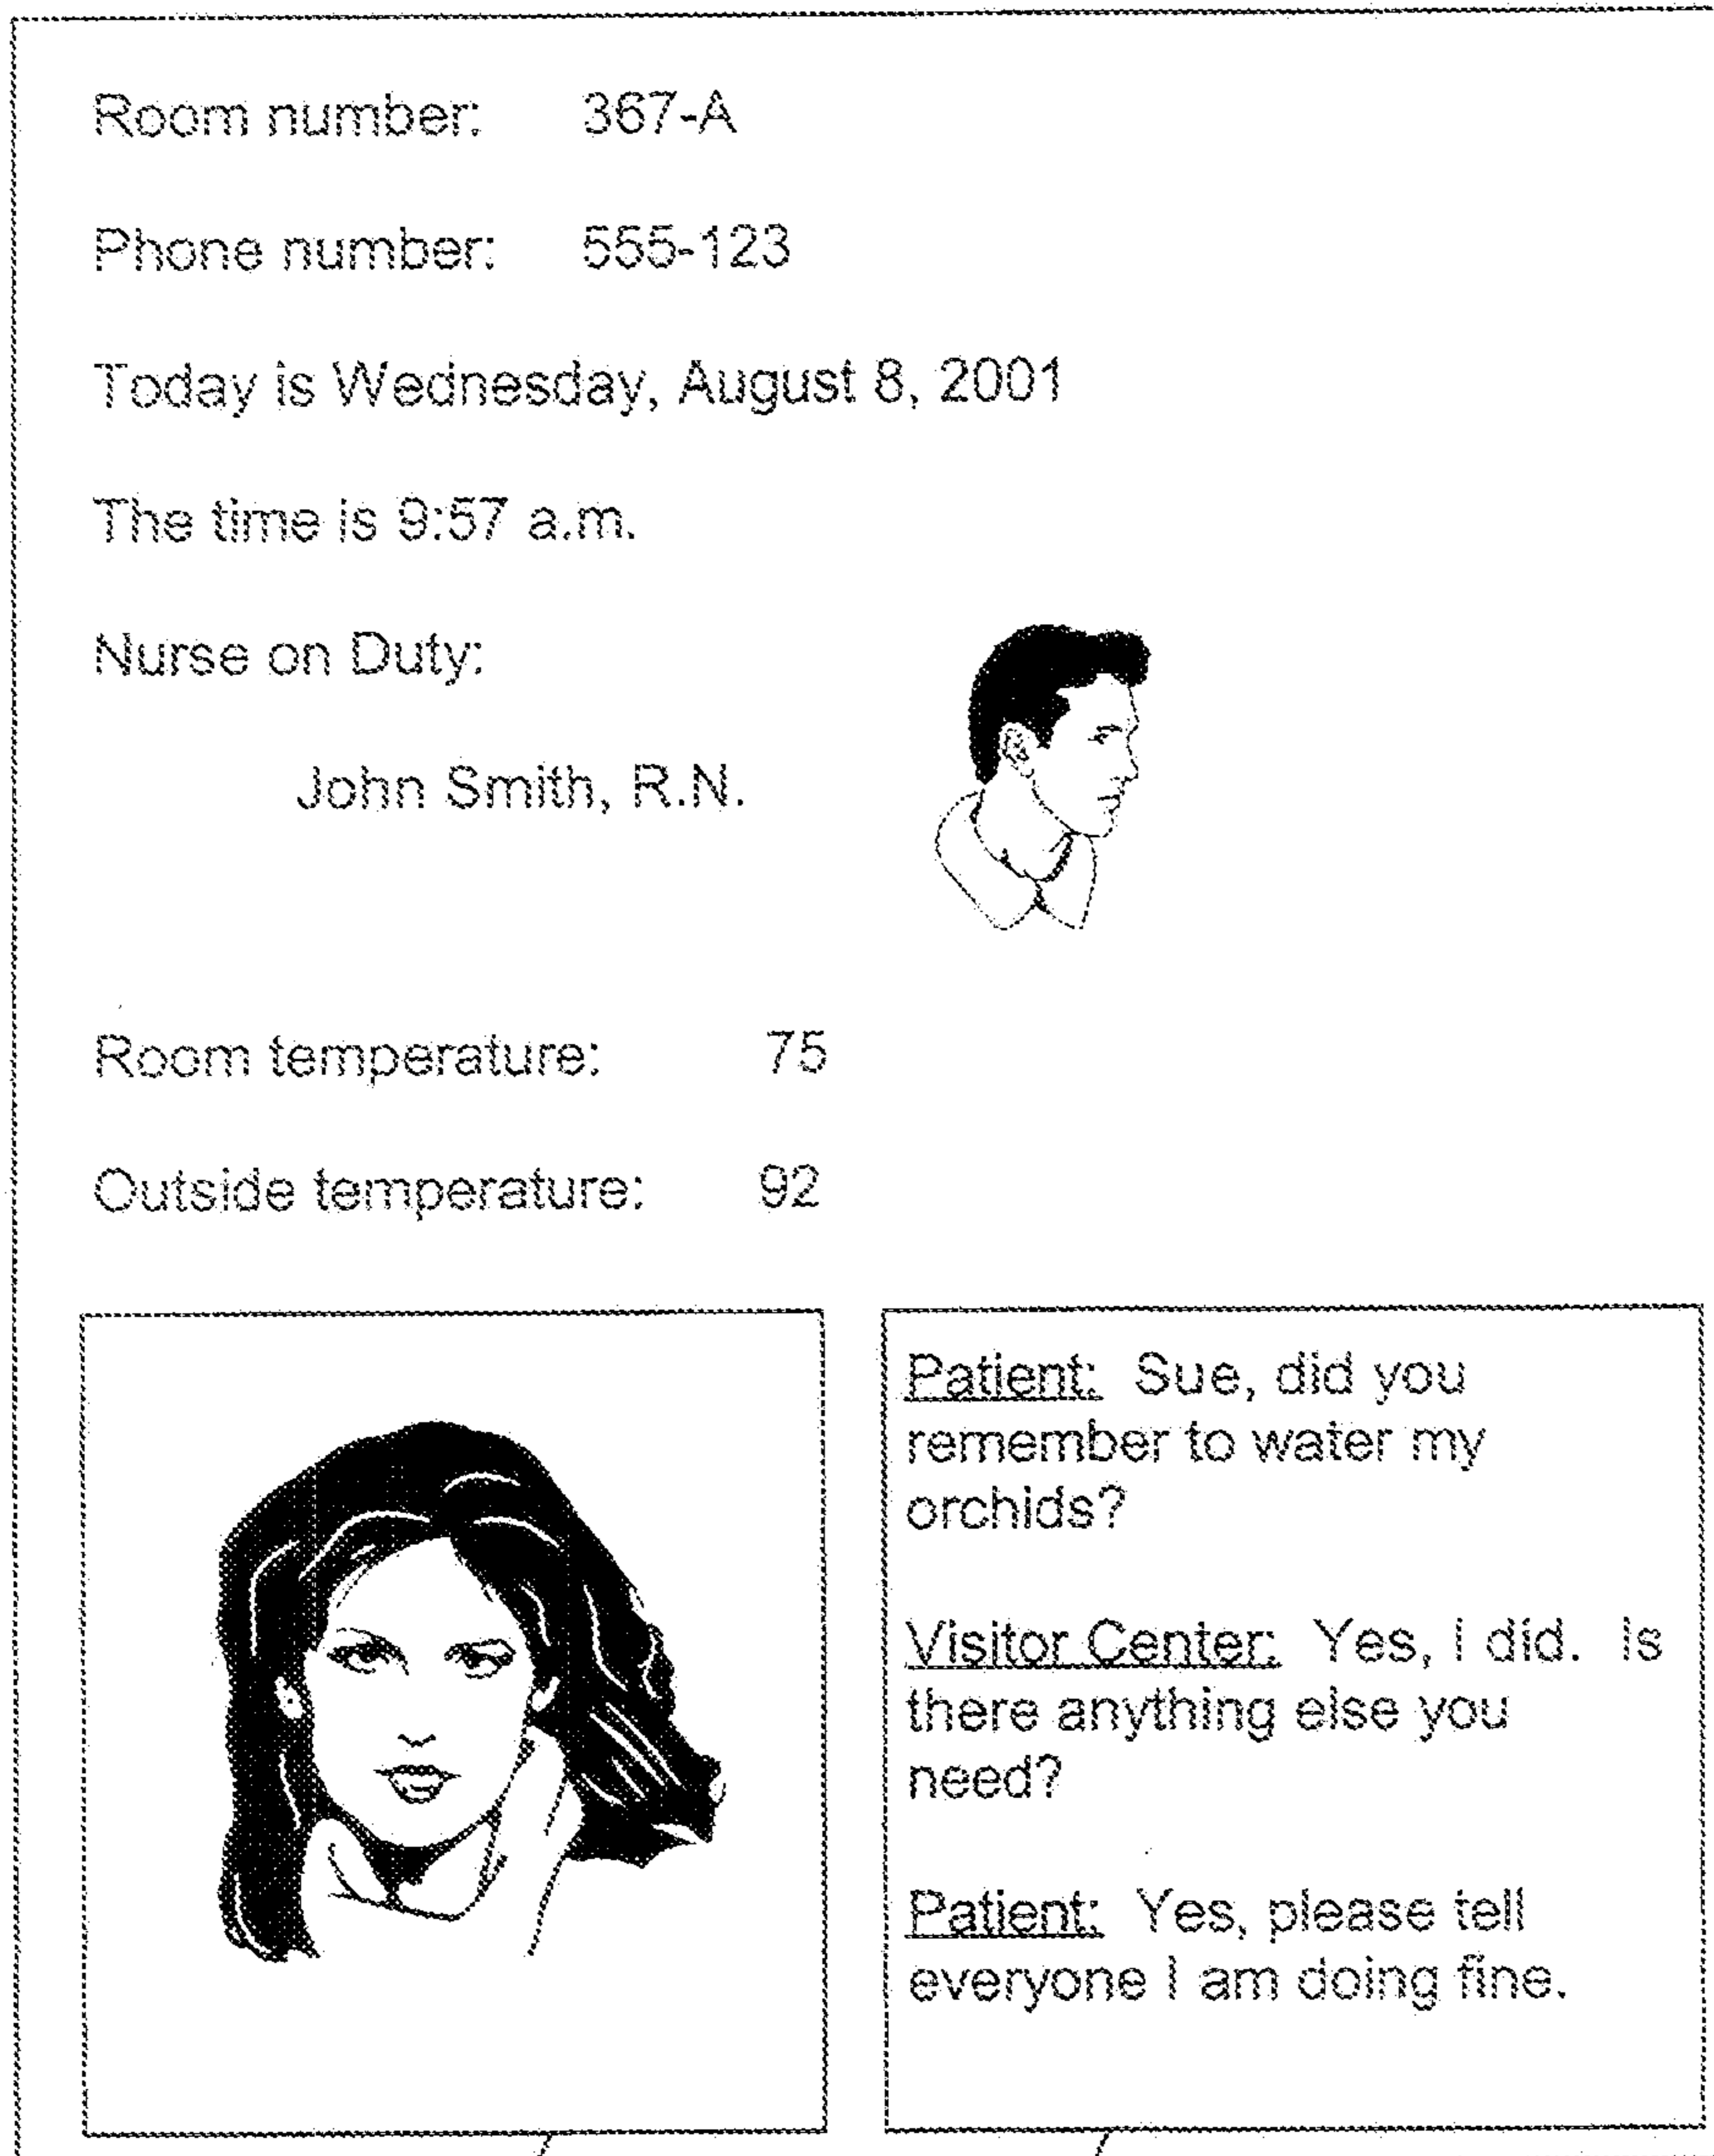 Room number: 367-A
Phone number: 555-123
Today is Wednesday, August 8, 2001
The time is 9:57 a.m.
Nurse on Duty:
John Smith, R.N.
Room temperature: 75
Outside temperature: 92
Patient: Sue, did you
remember to water my
orchids?
Visitor Center: Yes, I did. Is
there anything else you
need?
Patient: Yes, please tell
everyone I am doing fine.